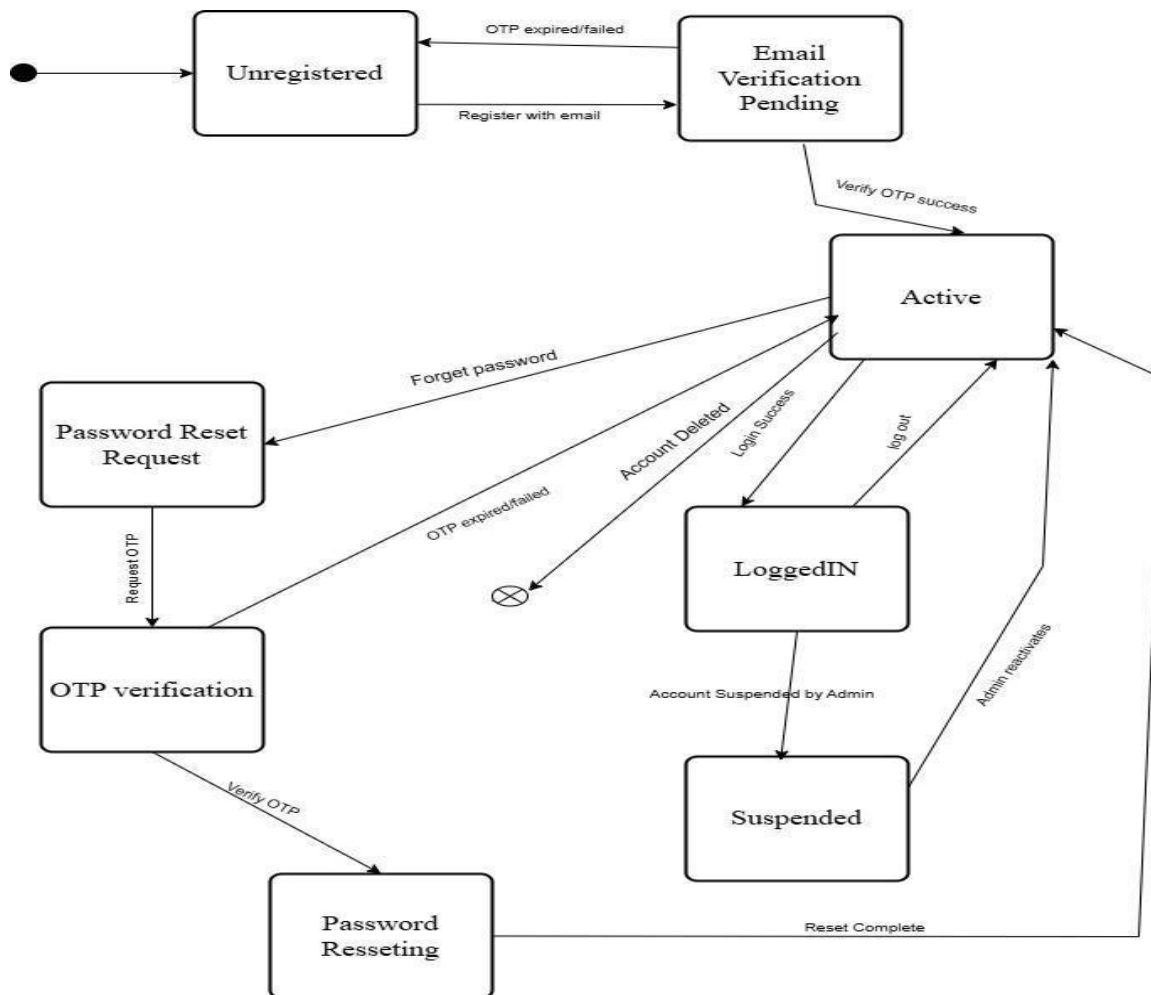 OTP expired/failed
Unregistered
Email
Verification
Pending
Register with email
Verify OTP success
Active
Forget password
Password Reset
Request
Account Deleted
Login Success
log out
OTP expired/failed
Request OTP
LoggedIN
OTP verification
Account Suspended by Admin
Admin reactivates
Verify OTP
Suspended
Password
Resseting
Reset Complete